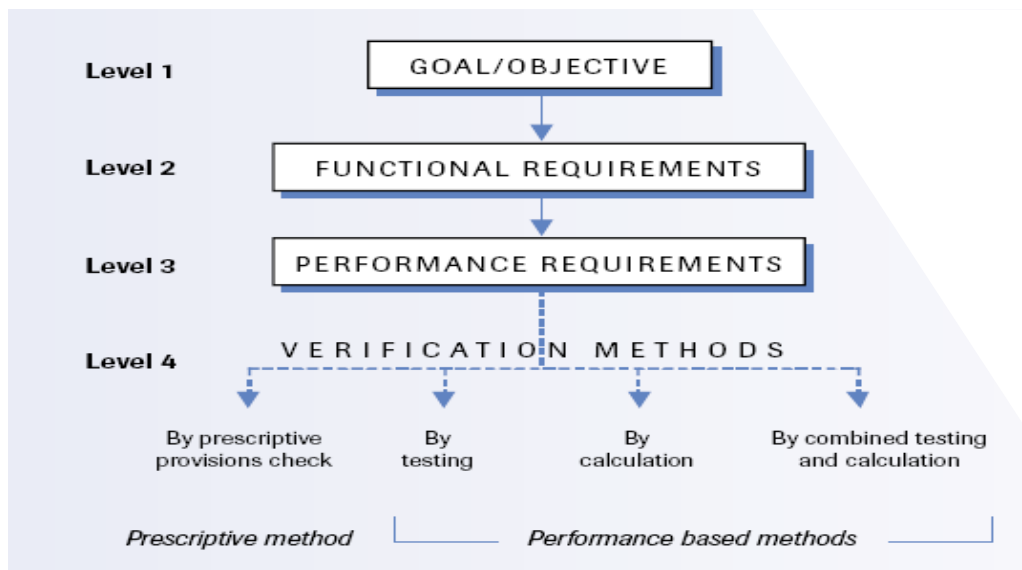 Level 1
GOAL/OBJECTIVE
Level 2
FUNCTIONAL REQUIREMENTS
Level 3
PERFORMANCE REQUIREMENTS
Level 4
VERIFICATION METHODS
By prescriptive
provisions check
By
testing
By
calculation
By combined testing
and calculation
Prescriptive method
Performance based methods